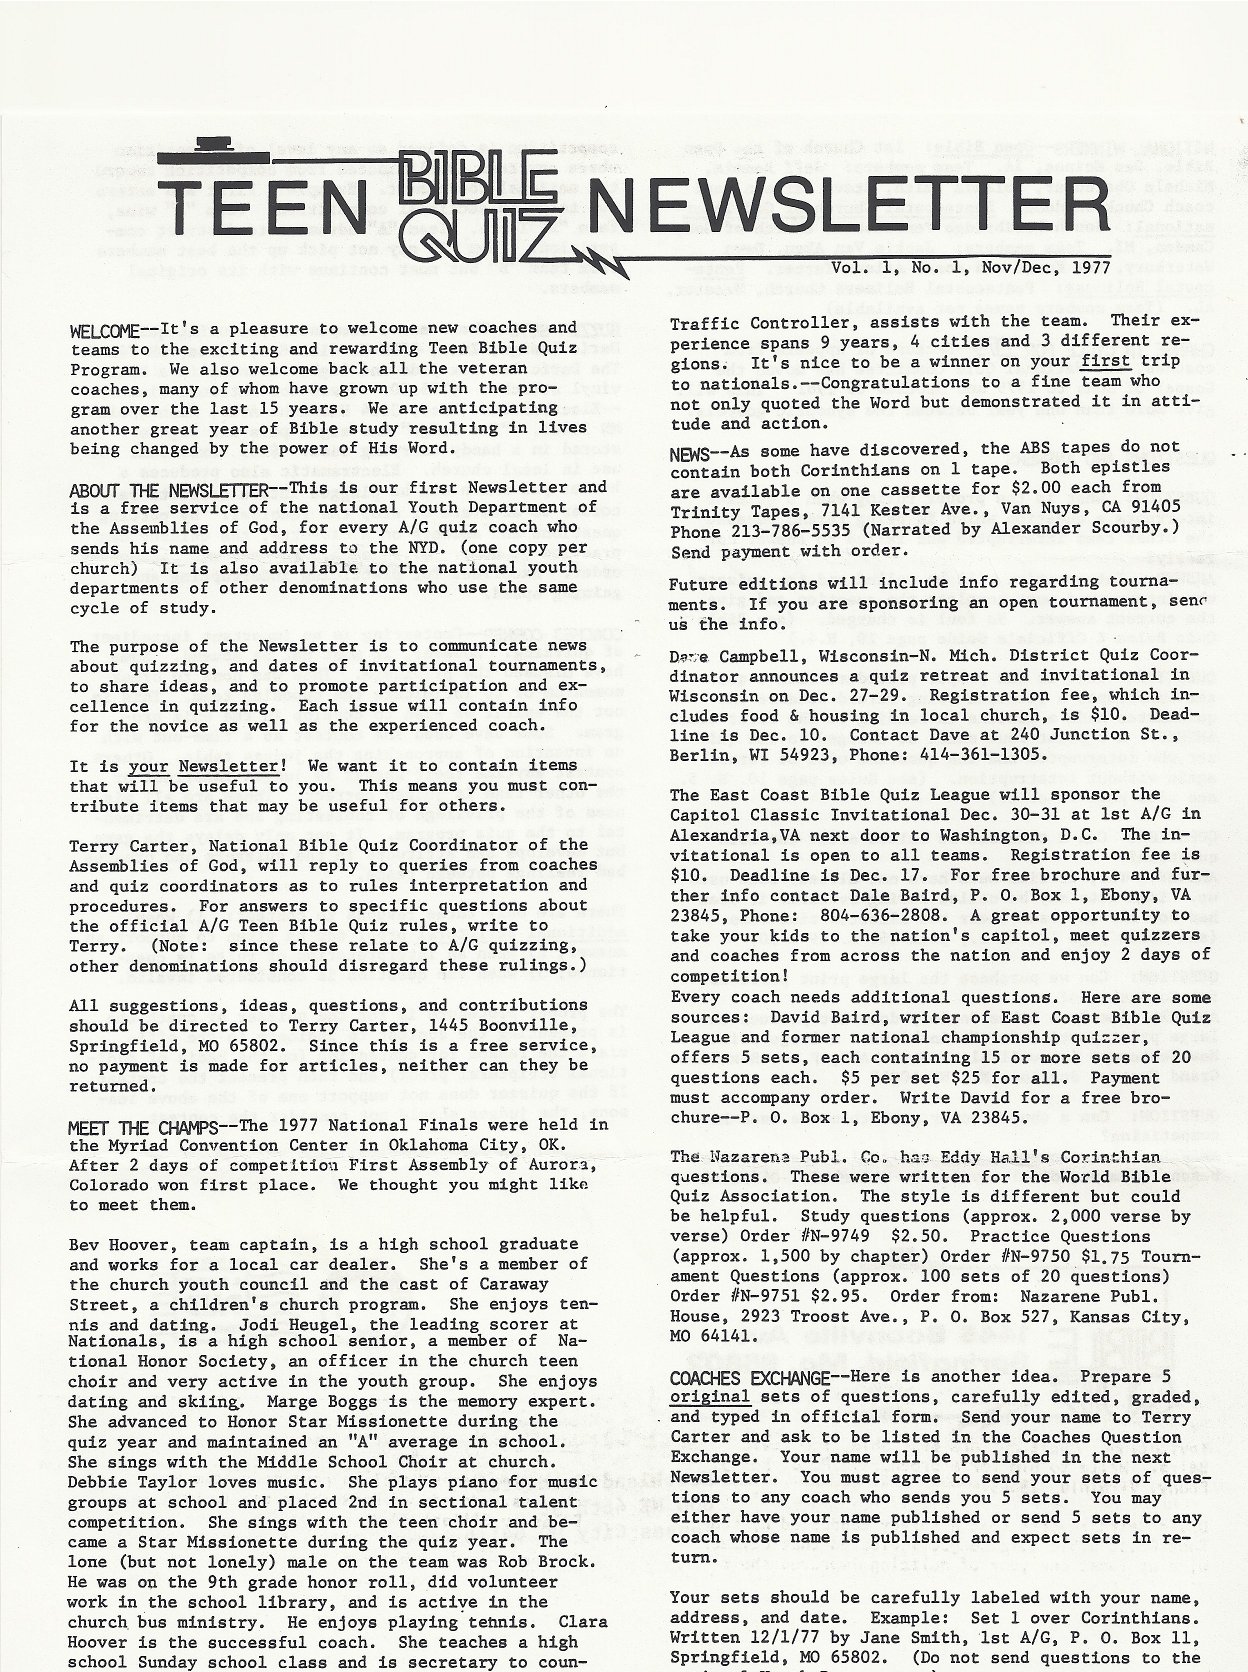 TEEN BIBLE QUIZ NEWSLETTER
Vol. 1, No. 1, Nov/Dec, 1977
WELCOME--It's a pleasure to welcome new coaches and
teams to the exciting and rewarding Teen Bible Quiz
Program.  We also welcome back all the veteran
coaches, many of whom have grown up with the pro-
gram over the last 15 years.  We are anticipating
another great year of Bible study resulting in lives
being changed by the power of His Word.
ABOUT THE NEWSLETTER--This is our first Newsletter and
is a free service of the national Youth Department of
the Assemblies of God, for every A/G quiz coach who
sends his name and address to the NYD. (one copy per
church)  It is also available to the national youth
departments of other denominations who use the same
cycle of study.
The purpose of the Newsletter is to communicate news
about quizzing, and dates of invitational tournaments,
to share ideas, and to promote participation and ex-
cellence in quizzing.  Each issue will contain info
for the novice as well as the experienced coach.
It is your Newsletter!  We want it to contain items
that will be useful to you.  This means you must con-
tribute items that may be useful for others.
Terry Carter, National Bible Quiz Coordinator of the
Assemblies of God, will reply to queries from coaches
and quiz coordinators as to rules interpretation and
procedures.  For answers to specific questions about
the official A/G Teen Bible Quiz rules, write to
Terry.  (Note:  since these relate to A/G quizzing,
other denominations should disregard these rulings.)
All suggestions, ideas, questions, and contributions
should be directed to Terry Carter, 1445 Boonville,
Springfield, MO 65802.  Since this is a free service,
no payment is made for articles, neither can they be
returned.
MEET THE CHAMPS--The 1977 National Finals were held in
the Myriad Convention Center in Oklahoma City, OK.
After 2 days of competition First Assembly of Aurora,
Colorado won first place.  We thought you might like
to meet them.
Bev Hoover, team captain, is a high school graduate
and works for a local car dealer.  She's a member of
the church youth council and the cast of Caraway
Street, a children's church program.  She enjoys ten-
nis and dating.  Jodi Heugel, the leading scorer at
Nationals, is a high school senior, a member of  Na-
tional Honor Society, an officer in the church teen
choir and very active in the youth group.  She enjoys
dating and skiing.  Marge Boggs is the memory expert.
She advanced to Honor Star Missionette during the
quiz year and maintained an "A" average in school.
She sings with the Middle School Choir at church.
Debbie Taylor loves music.  She plays piano for music
groups at school and placed 2nd in sectional talent
competition.  She sings with the teen choir and be-
came a Star Missionette during the quiz year.  The
lone (but not lonely) male on the team was Rob Brock.
He was on the 9th grade honor roll, did volunteer
work in the school library, and is active in the
church bus ministry.  He enjoys playing tennis.  Clara
Hoover is the successful coach.  She teaches a high
school Sunday school class and is secretary to coun-
Traffic Controller, assists with the team.  Their ex-
perience spans 9 years, 4 cities and 3 different re-
gions.  It's nice to be a winner on your first trip
to nationals.--Congratulations to a fine team who
not only quoted the Word but demonstrated it in atti-
tude and action.
NEWS--As some have discovered, the ABS tapes do not
contain both Corinthians on 1 tape.  Both epistles
are available on one cassette for $2.00 each from
Trinity Tapes, 7141 Kester Ave., Van Nuys, CA 91405
Phone 213-786-5535 (Narrated by Alexander Scourby.)
Send payment with order.
Future editions will include info regarding tourna-
ments.  If you are sponsoring an open tournament, send
us the info.
Dave Campbell, Wisconsin-N. Mich. District Quiz Coor-
dinator announces a quiz retreat and invitational in
Wisconsin on Dec. 27-29.  Registration fee, which in-
cludes food & housing in local church, is $10.  Dead-
line is Dec. 10.  Contact Dave at 240 Junction St.,
Berlin, WI 54923, Phone: 414-361-1305.
The East Coast Bible Quiz League will sponsor the
Capitol Classic Invitational Dec. 30-31 at 1st A/G in
Alexandria,VA next door to Washington, D.C.  The in-
vitational is open to all teams.  Registration fee is
$10.  Deadline is Dec. 17.  For free brochure and fur-
ther info contact Dale Baird, P. O. Box 1, Ebony, VA
23845, Phone:  804-636-2808.  A great opportunity to
take your kids to the nation's capitol, meet quizzers
and coaches from across the nation and enjoy 2 days of
competition!
Every coach needs additional questions.  Here are some
sources:  David Baird, writer of East Coast Bible Quiz
League and former national championship quizzer,
offers 5 sets, each containing 15 or more sets of 20
questions each.  $5 per set $25 for all.  Payment
must accompany order.  Write David for a free bro-
chure--P. O. Box 1, Ebony, VA 23845.
The Nazarene Publ. Co. has Eddy Hall's Corinthian
questions.  These were written for the World Bible
Quiz Association.  The style is different but could
be helpful.  Study questions (approx. 2,000 verse by
verse) Order #N-9749  $2.50.  Practice Questions
(approx. 1,500 by chapter) Order #N-9750 $1.75 Tourn-
ament Questions (approx. 100 sets of 20 questions)
Order #N-9751 $2.95.  Order from:  Nazarene Publ.
House, 2923 Troost Ave., P. O. Box 527, Kansas City,
MO 64141.
COACHES EXCHANGE--Here is another idea.  Prepare 5
original sets of questions, carefully edited, graded,
and typed in official form.  Send your name to Terry
Carter and ask to be listed in the Coaches Question
Exchange.  Your name will be published in the next
Newsletter.  You must agree to send your sets of ques-
tions to any coach who sends you 5 sets.  You may
either have your name published or send 5 sets to any
coach whose name is published and expect sets in re-
turn.
Your sets should be carefully labeled with your name,
address, and date.  Example:  Set 1 over Corinthians.
Written 12/1/77 by Jane Smith, 1st A/G, P. O. Box 11,
Springfield, MO 65802.  (Do not send questions to the